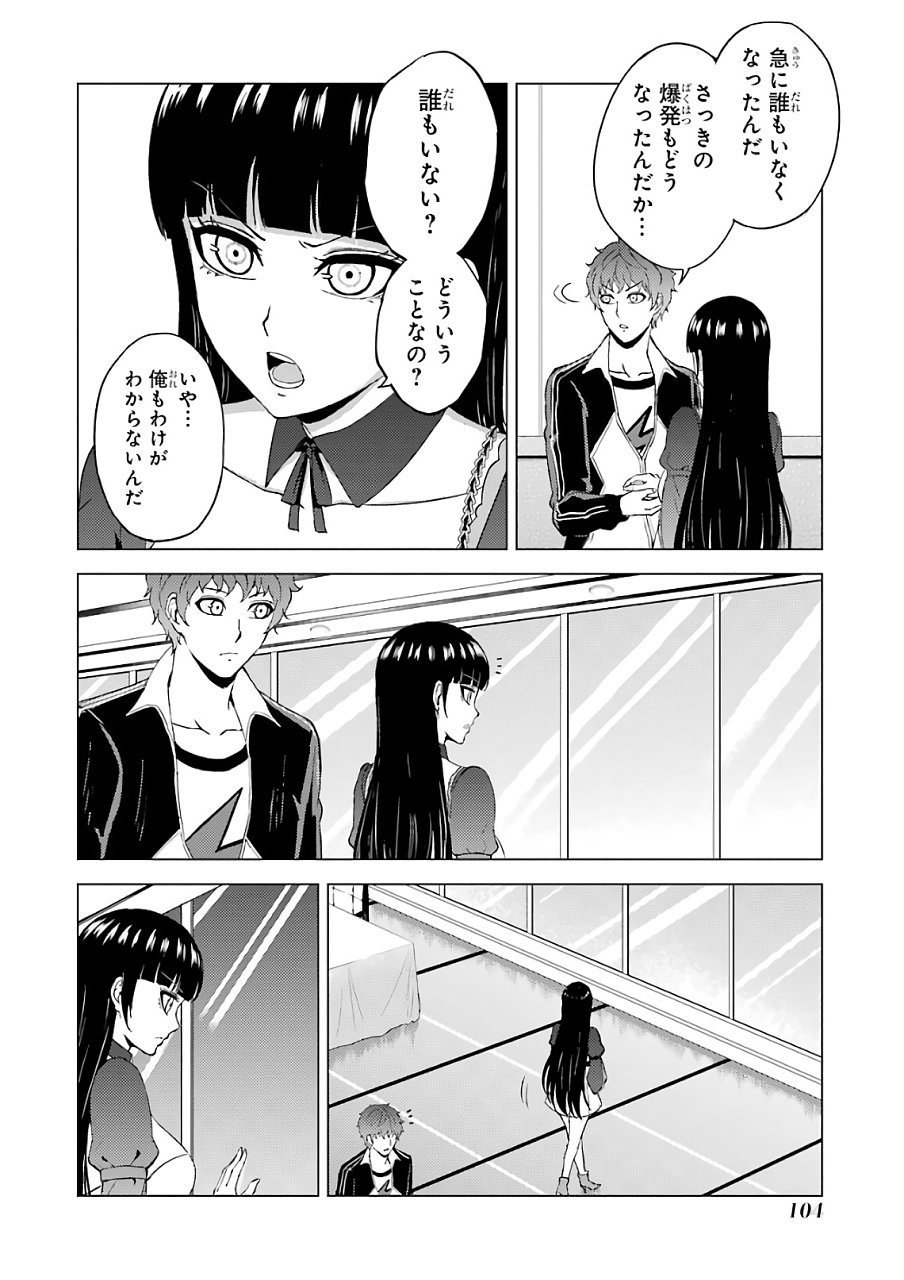 急に誰もいなく
なったんだ
さっきの
爆発もどう
なったんだか…
誰もいない?
どういう
ことなの?
いや…
俺もわけが
わからないんだ
104